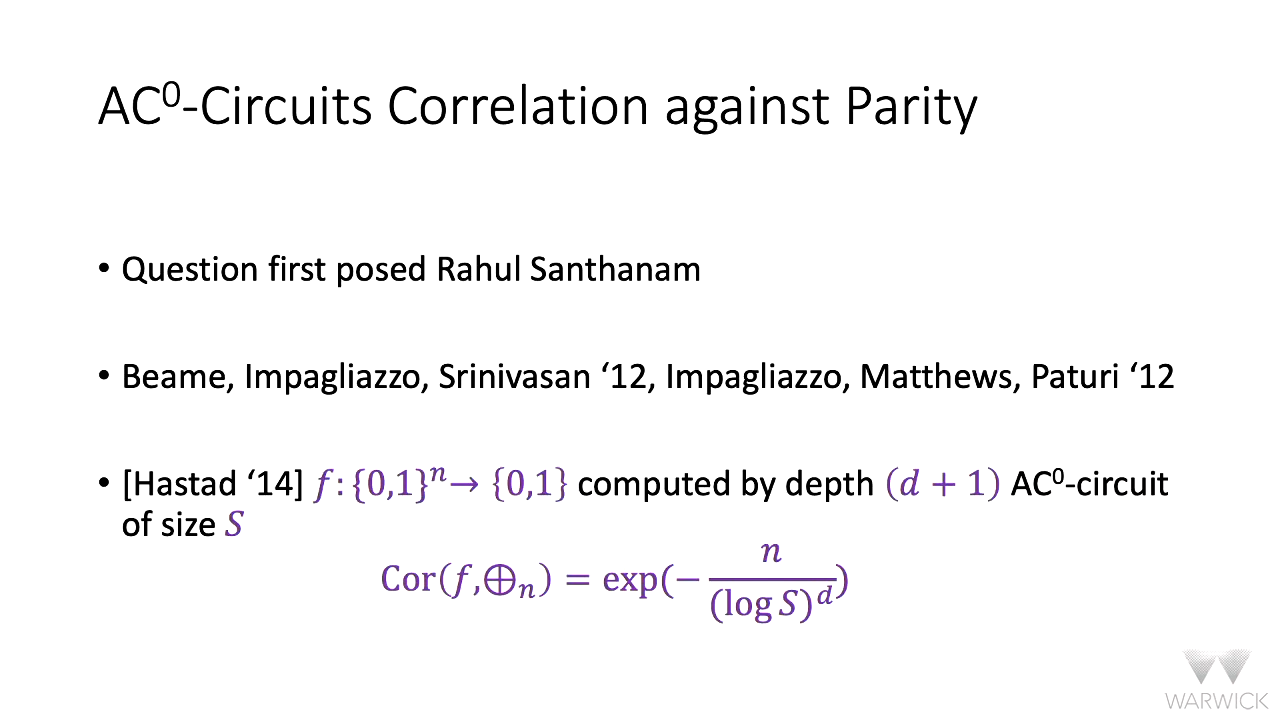 AC⁰-Circuits Correlation against Parity
• Question first posed Rahul Santhanam
• Beame, Impagliazzo, Srinivasan ‘12, Impagliazzo, Matthews, Paturi ‘12
• [Hastad ‘14] f:{0,1}ⁿ→ {0,1} computed by depth (d + 1) AC⁰-circuit
of size S
Cor(f,⊕ₙ) = exp(− n / (log S)ᵈ)
WARWICK